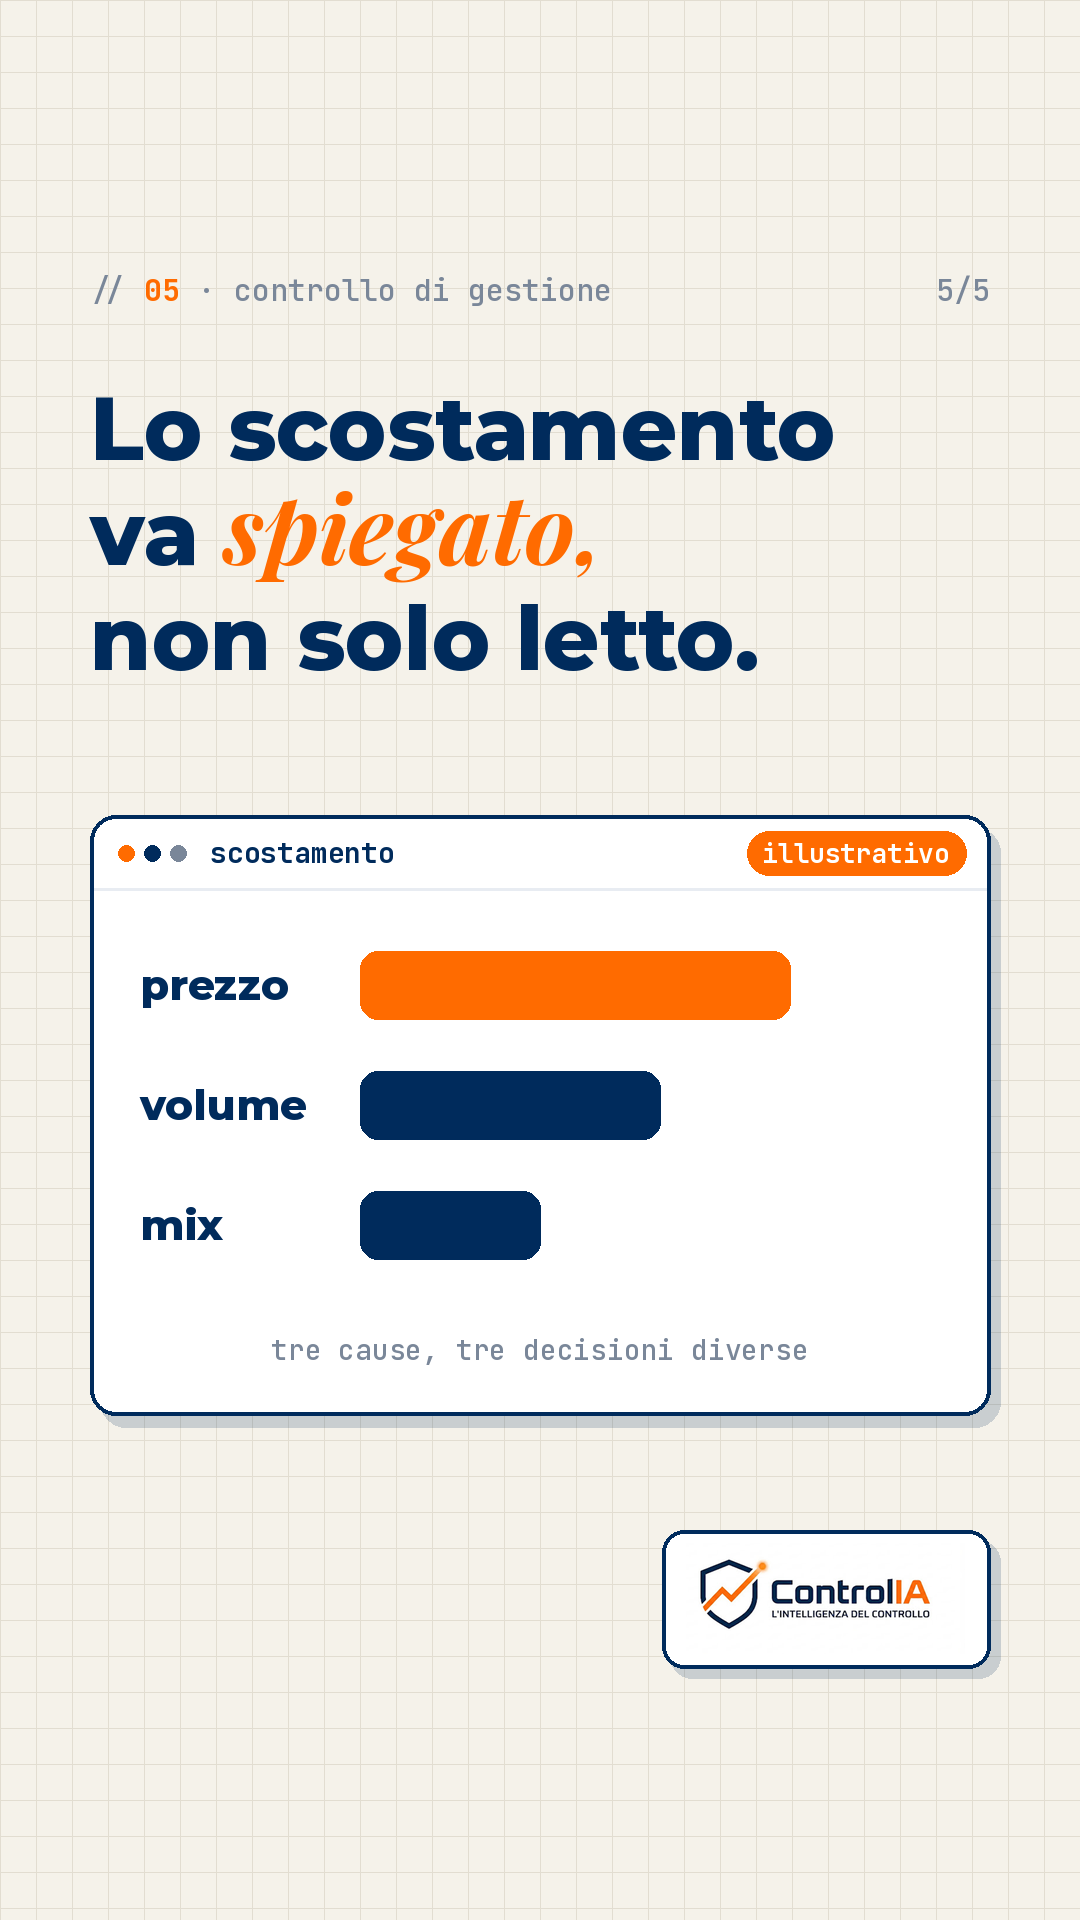 // 05 · controllo di gestione 5/5
Lo scostamento
va spiegato,
non solo letto.
scostamento illustrativo
prezzo
volume
mix
tre cause, tre decisioni diverse
ControlIA
L'INTELLIGENZA DEL CONTROLLO